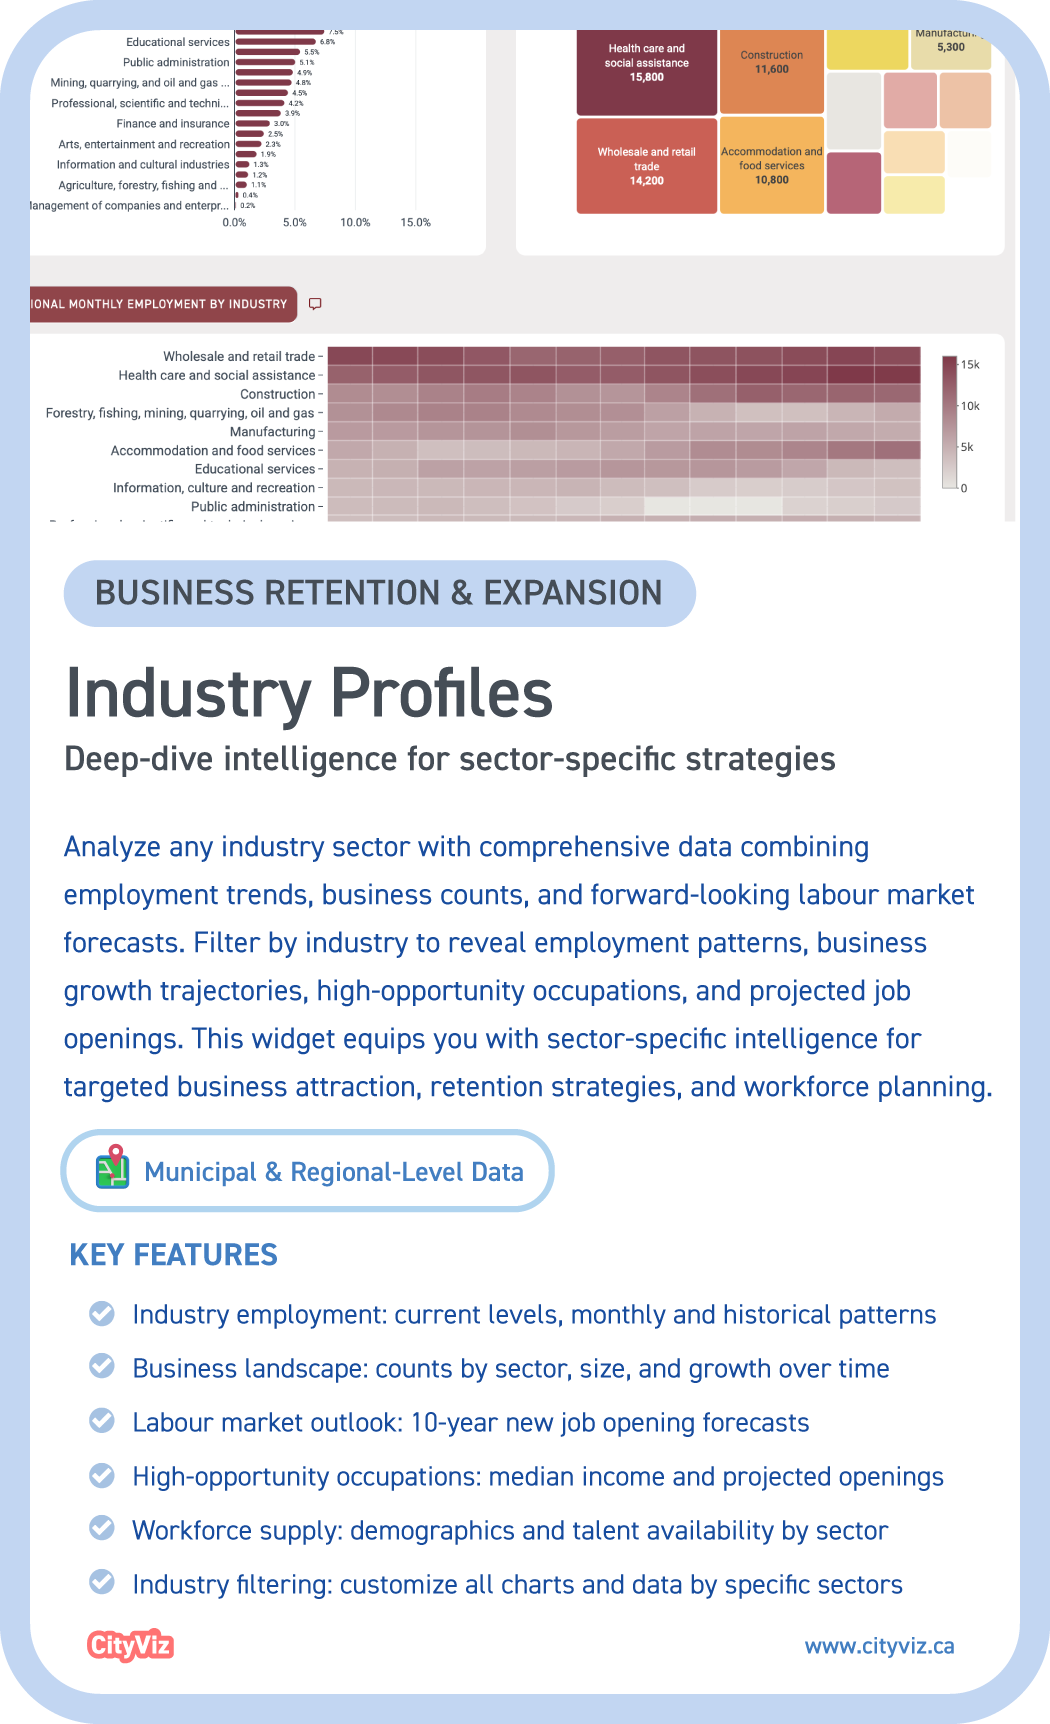 7.5%
Educational services
6.8%
5.5%
Public administration
5.1%
4.9%
Mining, quarrying, and oil and gas ...
4.8%
4.5%
Professional, scientific and techni...
4.2%
3.9%
Finance and insurance
3.0%
2.5%
Arts, entertainment and recreation
2.3%
1.9%
Information and cultural industries
1.3%
1.2%
Agriculture, forestry, fishing and ...
1.1%
0.4%
Management of companies and enterpr...
0.2%
0.0%
5.0%
10.0%
15.0%
Health care and
social assistance
15,800
Construction
11,600
5,300
Wholesale and retail
trade
14,200
Accommodation and
food services
10,800
IONAL MONTHLY EMPLOYMENT BY INDUSTRY
Wholesale and retail trade
Health care and social assistance
Construction
Forestry, fishing, mining, quarrying, oil and gas
Manufacturing
Accommodation and food services
Educational services
Information, culture and recreation
Public administration
15k
10k
5k
0
BUSINESS RETENTION & EXPANSION
Industry Profiles
Deep-dive intelligence for sector-specific strategies
Analyze any industry sector with comprehensive data combining
employment trends, business counts, and forward-looking labour market
forecasts. Filter by industry to reveal employment patterns, business
growth trajectories, high-opportunity occupations, and projected job
openings. This widget equips you with sector-specific intelligence for
targeted business attraction, retention strategies, and workforce planning.
Municipal & Regional-Level Data
KEY FEATURES
Industry employment: current levels, monthly and historical patterns
Business landscape: counts by sector, size, and growth over time
Labour market outlook: 10-year new job opening forecasts
High-opportunity occupations: median income and projected openings
Workforce supply: demographics and talent availability by sector
Industry filtering: customize all charts and data by specific sectors
CityViz
www.cityviz.ca